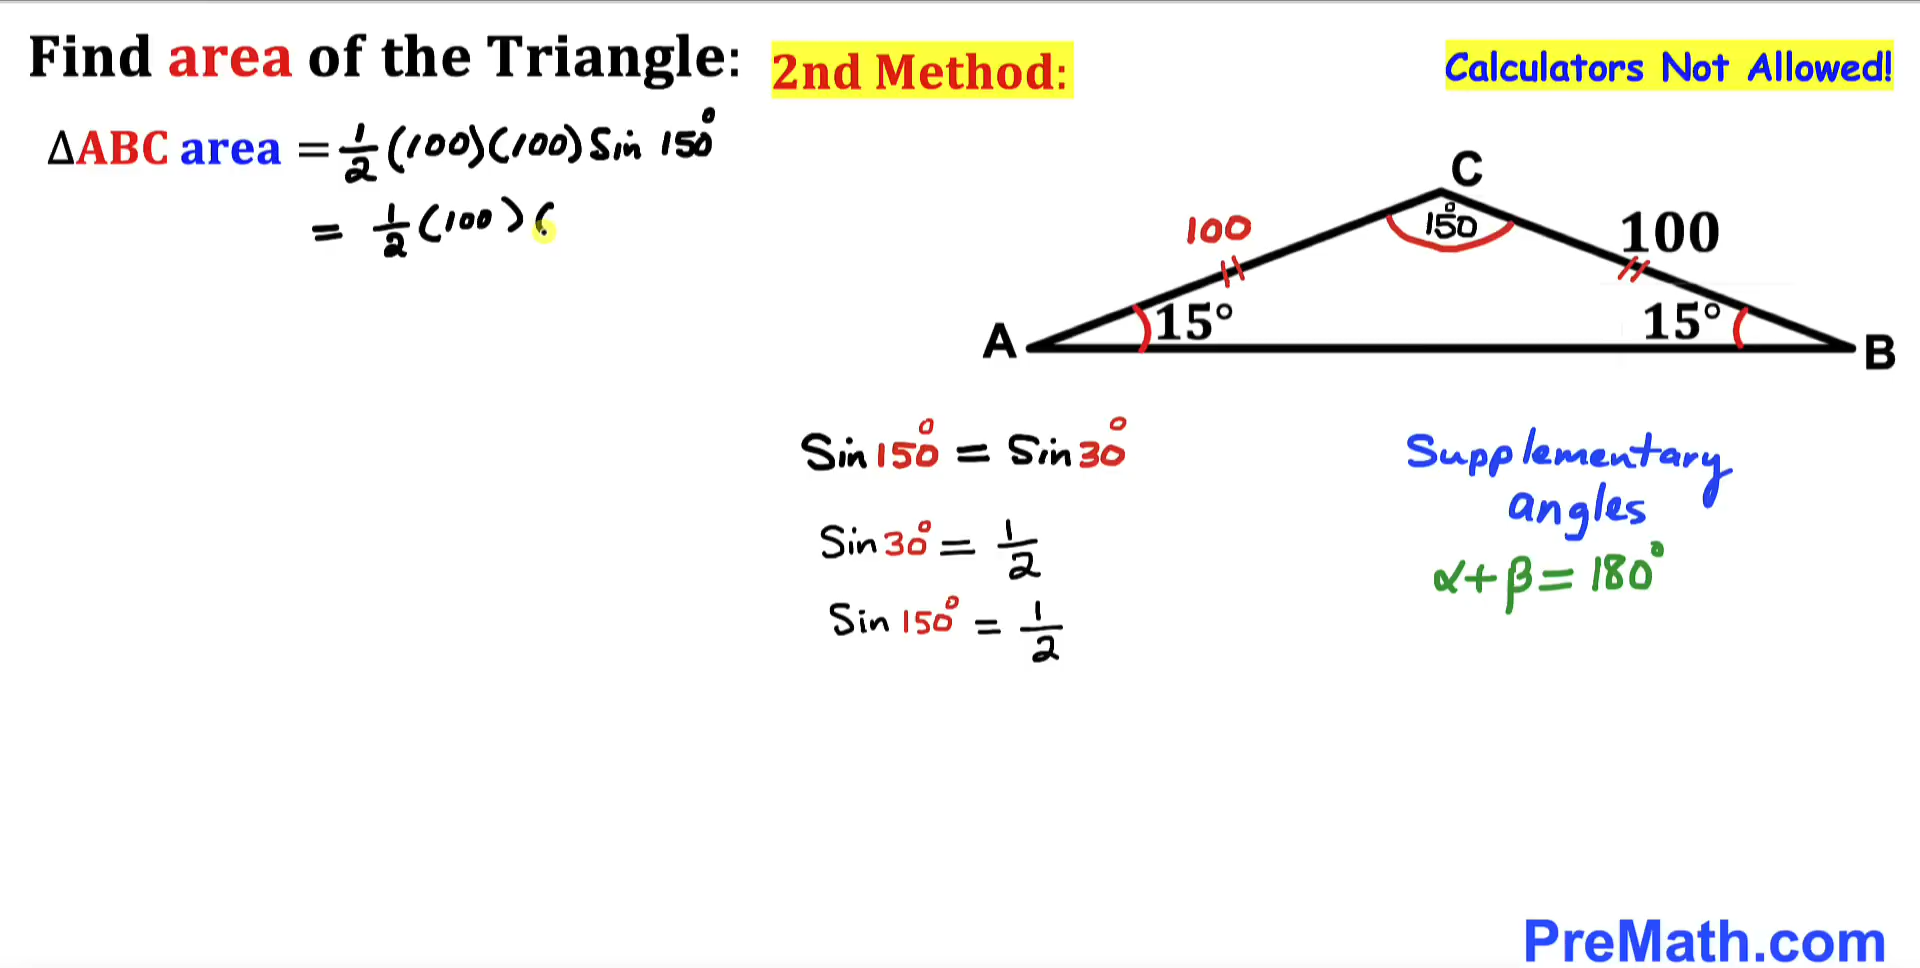 Find area of the Triangle: 2nd Method:
Calculators Not Allowed!
ΔABC area = 1/2 (100)(100) Sin 150°
= 1/2 (100) (
C
150°
100
100
15°
15°
A
B
Sin 150° = Sin 30°
Sin 30° = 1/2
Sin 150° = 1/2
Supplementary
angles
α + β = 180°
PreMath.com